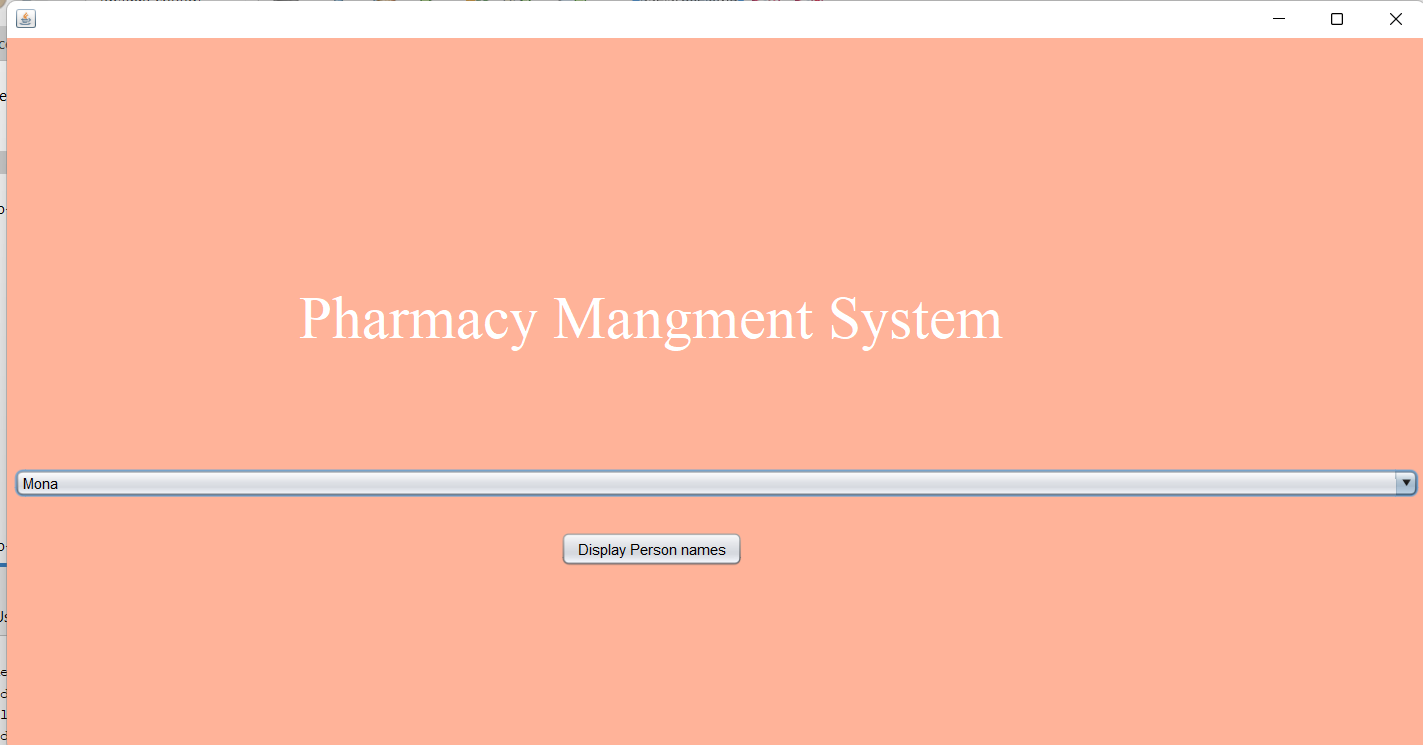 Pharmacy Mangment System
Mona
Display Person names